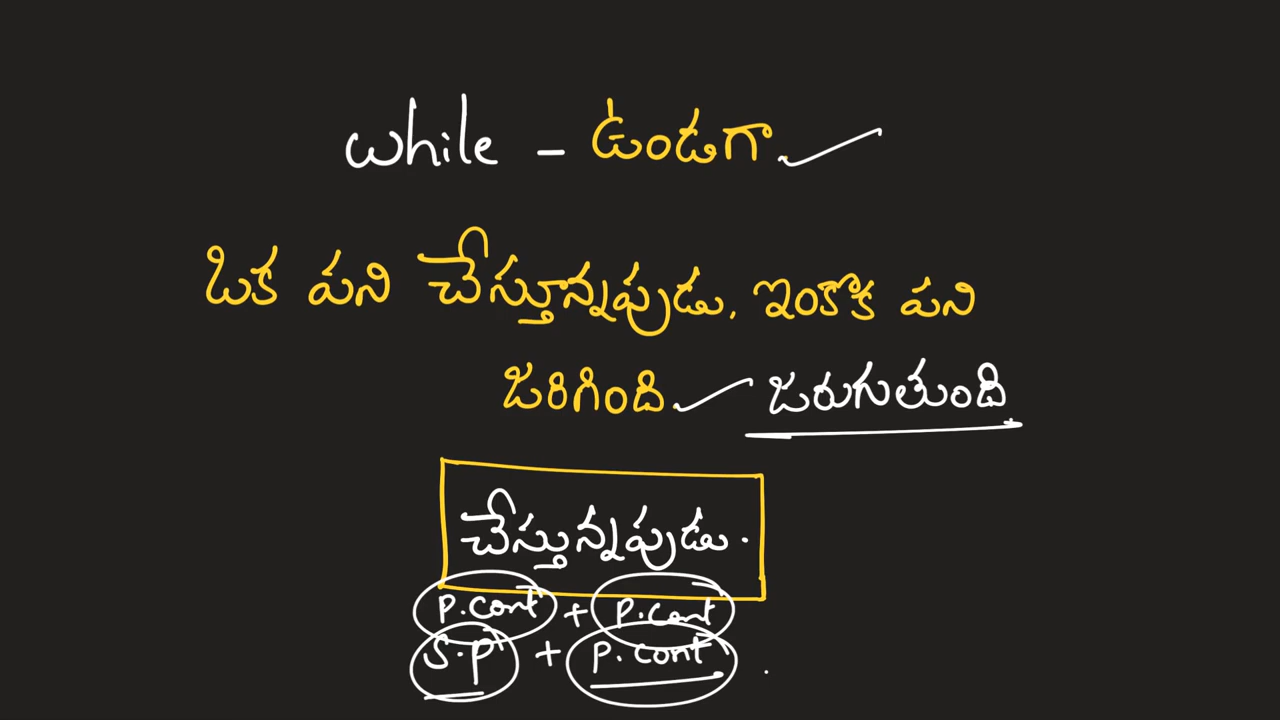 while - ఉండగా.
ఒక పని చేస్తూన్నపుడు, ఇంకొక పని
జరిగింది. జరుగుతుంది.
చేస్తున్నపుడు.
p.cont + p.cont
s.p + p.cont